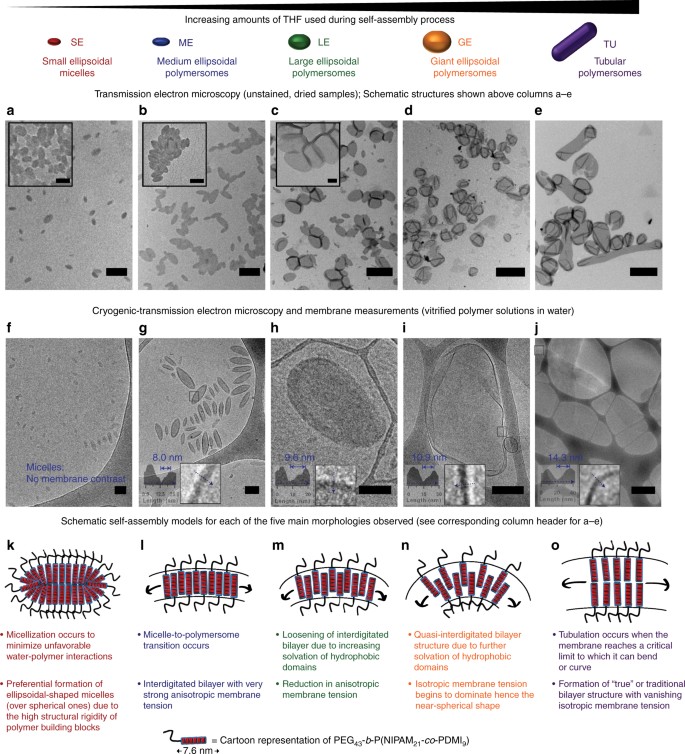 Increasing amounts of THF used during self-assembly process
SE
ME
LE
GE
TU
Small ellipsoidal
micelles
Medium ellipsoidal
polymersomes
Large ellipsoidal
polymersomes
Giant ellipsoidal
polymersomes
Tubular
polymersomes
Transmission electron microscopy (unstained, dried samples); Schematic structures shown above columns a–e
a
b
c
d
e
Cryogenic-transmission electron microscopy and membrane measurements (vitrified polymer solutions in water)
f
g
h
i
j
Micelles:
No membrane contrast
8.0 nm
Length (nm)
9.6 nm
Length (nm)
10.9 nm
Length (nm)
14.3 nm
Length (nm)
Schematic self-assembly models for each of the five main morphologies observed (see corresponding column header for a–e)
k
l
m
n
o
• Micellization occurs to
minimize unfavorable
water-polymer interactions
• Preferential formation of
ellipsoidal-shaped micelles
(over spherical ones) due to
the high structural rigidity of
polymer building blocks
• Micelle-to-polymersome
transition occurs
• Interdigitated bilayer with very
strong anisotropic membrane
tension
• Loosening of interdigitated
bilayer due to increasing
solvation of hydrophobic
domains
• Reduction in anisotropic
membrane tension
• Quasi-interdigitated bilayer
structure due to further
solvation of hydrophobic
domains
• Isotropic membrane tension
begins to dominate hence the
near-spherical shape
• Tubulation occurs when the
membrane reaches a critical
limit to which it can bend
or curve
• Formation of “true” or traditional
bilayer structure with vanishing
isotropic membrane tension
= Cartoon representation of PEG43-b-P(NIPAM21-co-PDMI9)
7.6 nm